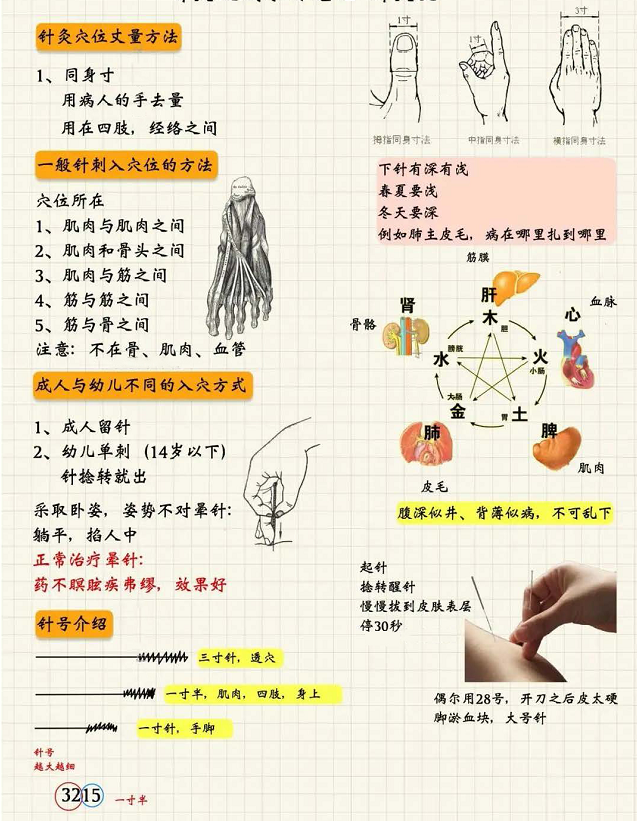 针灸穴位丈量方法
1、同身寸
用病人的手去量
用在四肢，经络之间
1寸
1寸
3寸
拇指同身寸法
中指同身寸法
横指同身寸法
一般针刺入穴位的方法
穴位所在
1、肌肉与肌肉之间
2、肌肉和骨头之间
3、肌肉与筋之间
4、筋与筋之间
5、筋与骨之间
注意：不在骨、肌肉、血管
下针有深有浅
春夏要浅
冬天要深
例如肺主皮毛，病在哪里扎到哪里
筋膜
肝
木
胆
肾
骨骼
水
膀胱
心
血脉
火
小肠
大肠
金
肺
皮毛
胃
土
脾
肌肉
成人与幼儿不同的入穴方式
1、成人留针
2、幼儿单刺（14岁以下）
针捻转就出
采取卧姿，姿势不对晕针：
躺平，掐人中
正常治疗晕针：
药不瞑眩疾弗缪，效果好
腹深似井、背薄似病，不可乱下
起针
捻转醒针
慢慢拔到皮肤表层
停30秒
偶尔用28号，开刀之后皮太硬
脚淤血块，大号针
针号介绍
三寸针，透穴
一寸半，肌肉，四肢，身上
一寸针，手脚
针号
越大越细
3215
一寸半